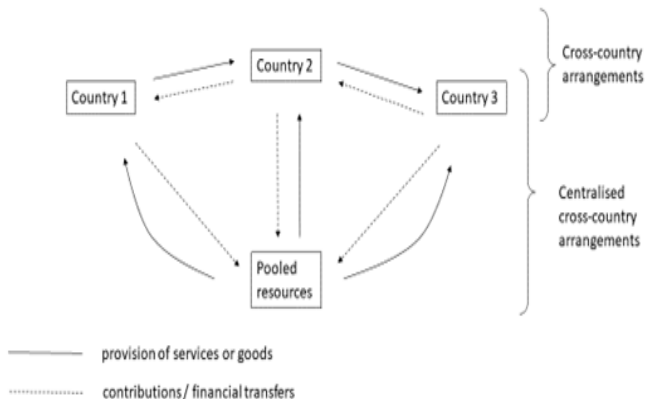 Country 2
Cross-country
arrangements
Country 1
Country 3
Centralised
cross-country
arrangements
Pooled
resources
provision of services or goods
contributions / financial transfers